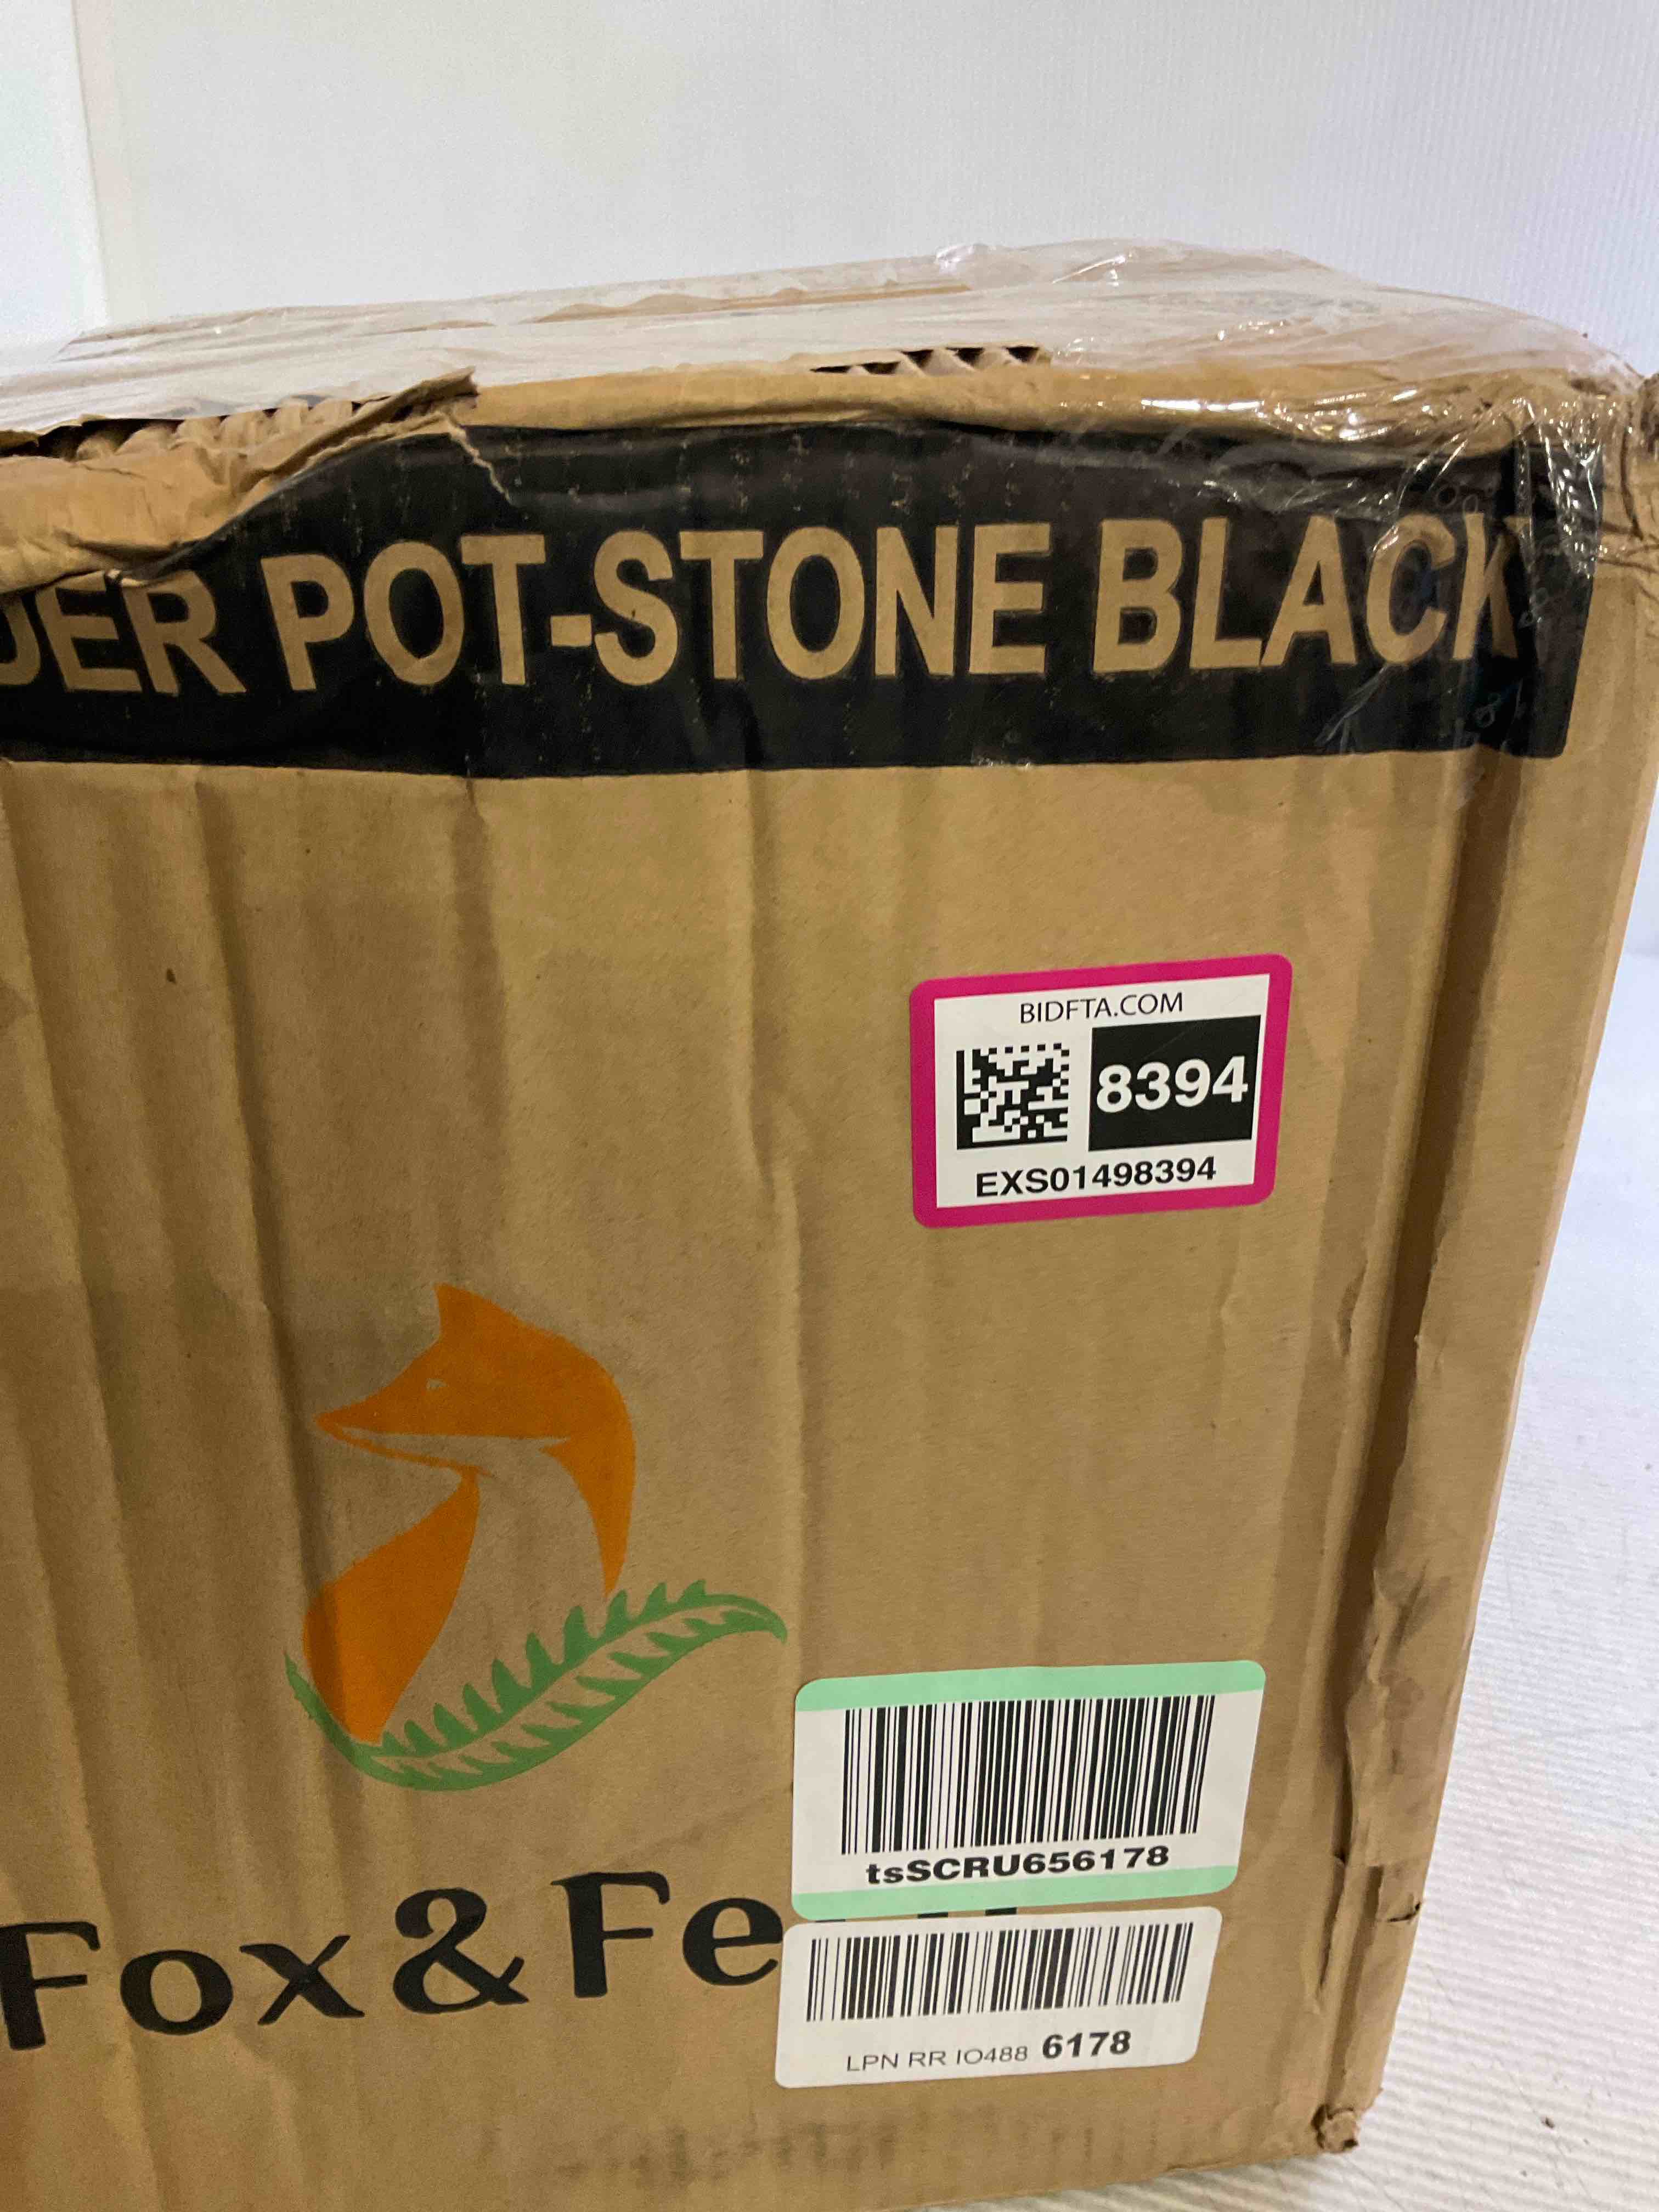 DER POT-STONE BLACK
BIDFTA.COM
8394
EXS01498394
tsSCRU656178
Fox & Fe
LPN RR IO488 6178